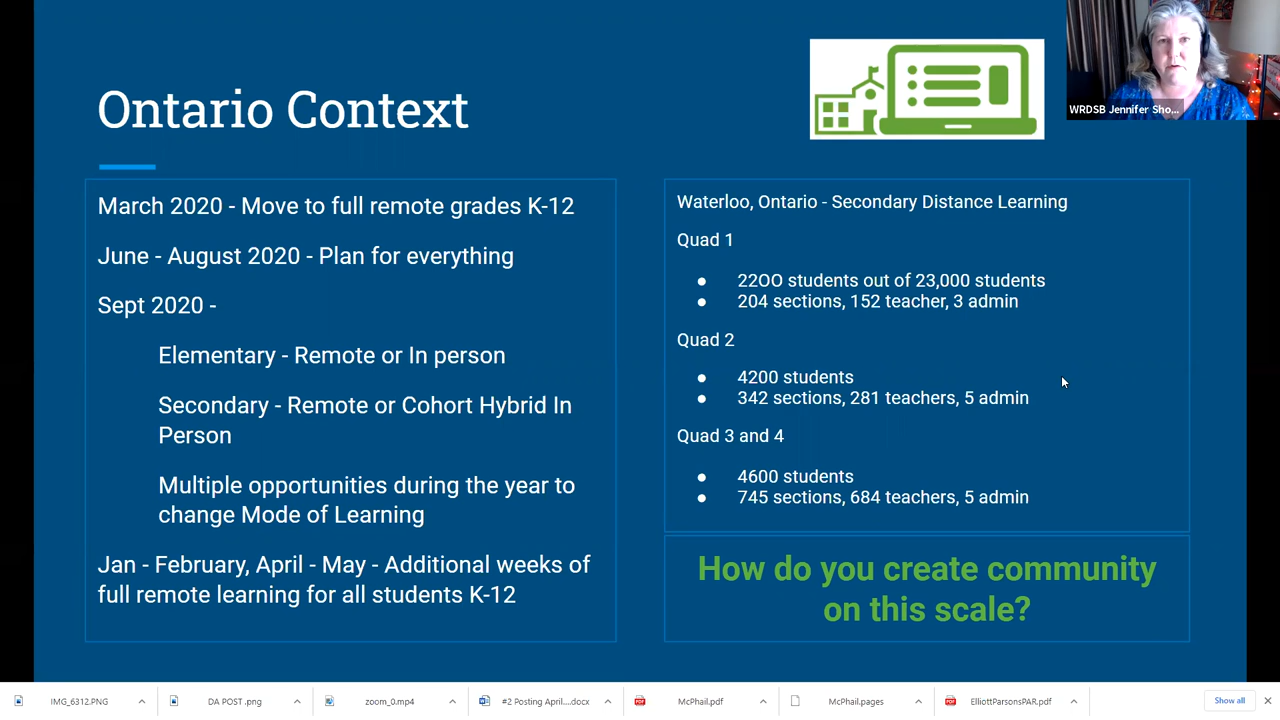 Ontario Context
WRDSB Jennifer Sho...
March 2020 - Move to full remote grades K-12
June - August 2020 - Plan for everything
Sept 2020 -
Elementary - Remote or In person
Secondary - Remote or Cohort Hybrid In
Person
Multiple opportunities during the year to
change Mode of Learning
Jan - February, April - May - Additional weeks of
full remote learning for all students K-12
Waterloo, Ontario - Secondary Distance Learning
Quad 1
● 22OO students out of 23,000 students
● 204 sections, 152 teacher, 3 admin
Quad 2
● 4200 students
● 342 sections, 281 teachers, 5 admin
Quad 3 and 4
● 4600 students
● 745 sections, 684 teachers, 5 admin
How do you create community
on this scale?
IMG_6312.PNG
DA POST .png
zoom_0.mp4
#2 Posting April....docx
McPhail.pdf
McPhail.pages
ElliottParsonsPAR.pdf
Show all